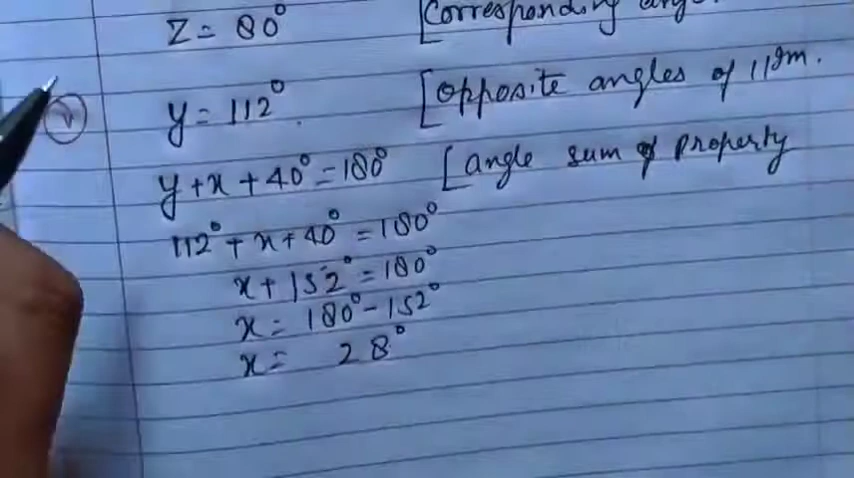 z = 80° [Corresponding
(v) y = 112°. [opposite angles of ||gm.
y + x + 40° = 180° [angle sum of property
112° + x + 40° = 180°
x + 152° = 180°
x = 180° - 152°
x = 28°